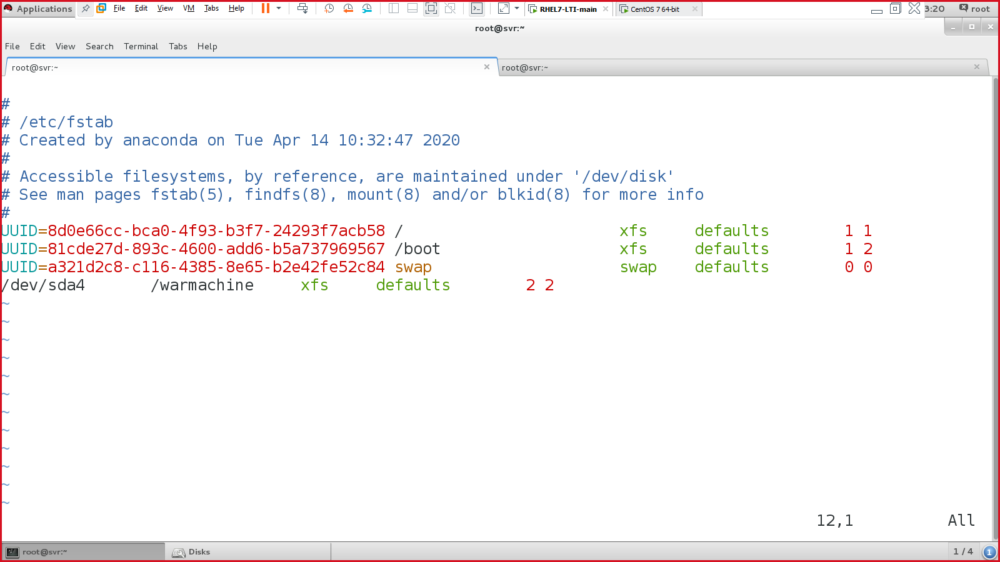 Applications File Edit View VM Tabs Help RHEL7-LTI-main CentOS 7 64-bit 3:20 root
root@svr:~
File Edit View Search Terminal Tabs Help
root@svr:~ root@svr:~
#
# /etc/fstab
# Created by anaconda on Tue Apr 14 10:32:47 2020
#
# Accessible filesystems, by reference, are maintained under '/dev/disk'
# See man pages fstab(5), findfs(8), mount(8) and/or blkid(8) for more info
#
UUID=8d0e66cc-bca0-4f93-b3f7-24293f7acb58 / xfs defaults 1 1
UUID=81cde27d-893c-4600-add6-b5a737969567 /boot xfs defaults 1 2
UUID=a321d2c8-c116-4385-8e65-b2e42fe52c84 swap swap defaults 0 0
/dev/sda4 /warmachine xfs defaults 2 2
~
~
~
~
~
~
~
~
~
~
~
~
12,1 All
root@svr:~ Disks 1 / 4 1